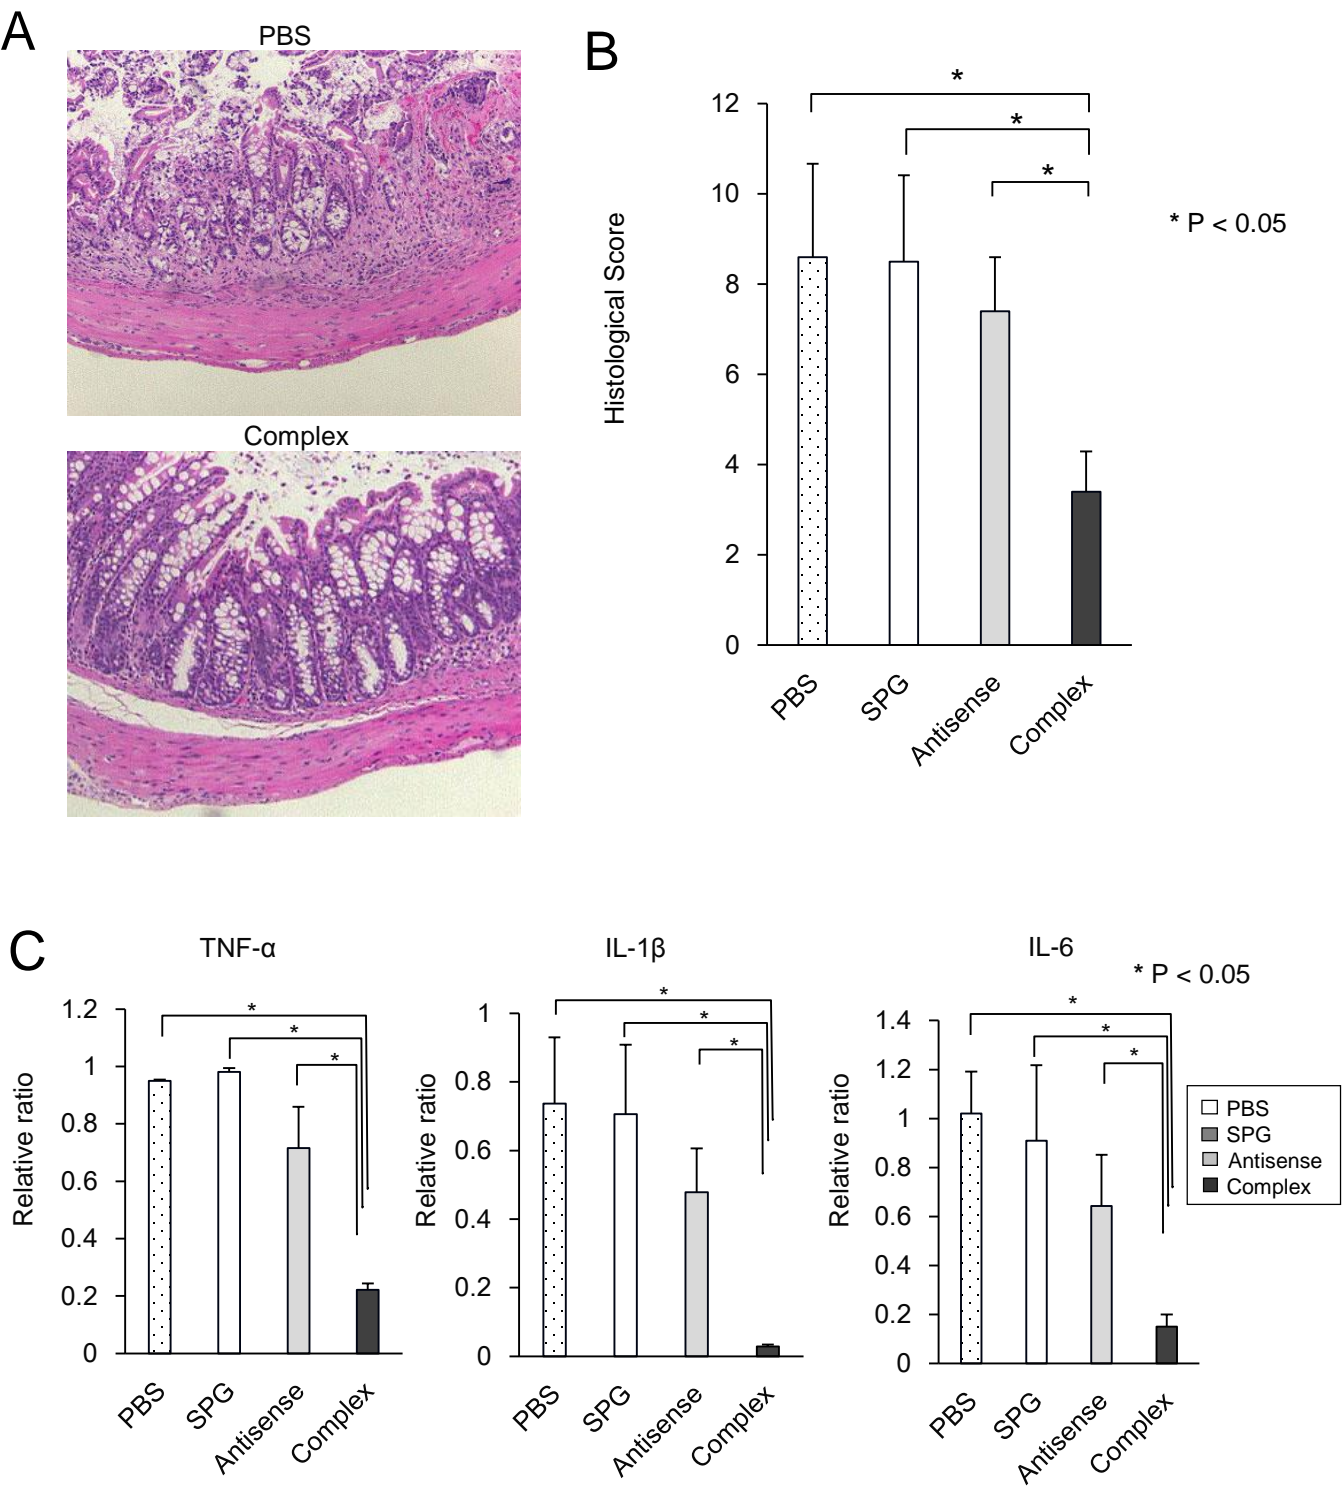 A
PBS
Complex
B
*
*
*
12
10
8
6
4
2
0
Histological Score
* P < 0.05
PBS
SPG
Antisense
Complex
C
TNF-α
*
*
*
1.2
1
0.8
0.6
0.4
0.2
0
Relative ratio
PBS
SPG
Antisense
Complex
IL-1β
*
*
*
1
0.8
0.6
0.4
0.2
0
Relative ratio
PBS
SPG
Antisense
Complex
IL-6
* P < 0.05
*
*
*
1.4
1.2
1
0.8
0.6
0.4
0.2
0
Relative ratio
PBS
SPG
Antisense
Complex
PBS
SPG
Antisense
Complex